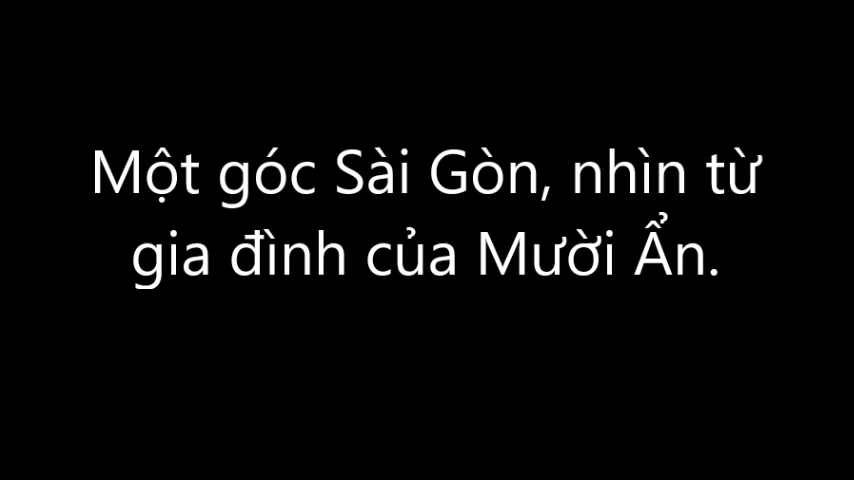 Một góc Sài Gòn, nhìn từ
gia đình của Mười Ẩn.